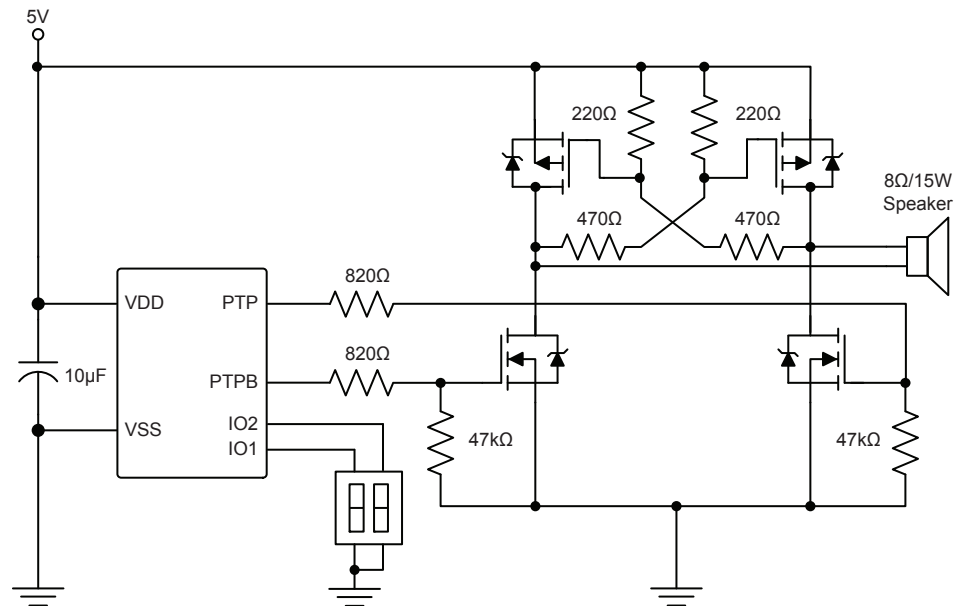 5V
220Ω
220Ω
8Ω/15W
Speaker
470Ω
470Ω
820Ω
VDD
PTP
820Ω
10μF
PTPB
VSS
IO2
IO1
47kΩ
47kΩ